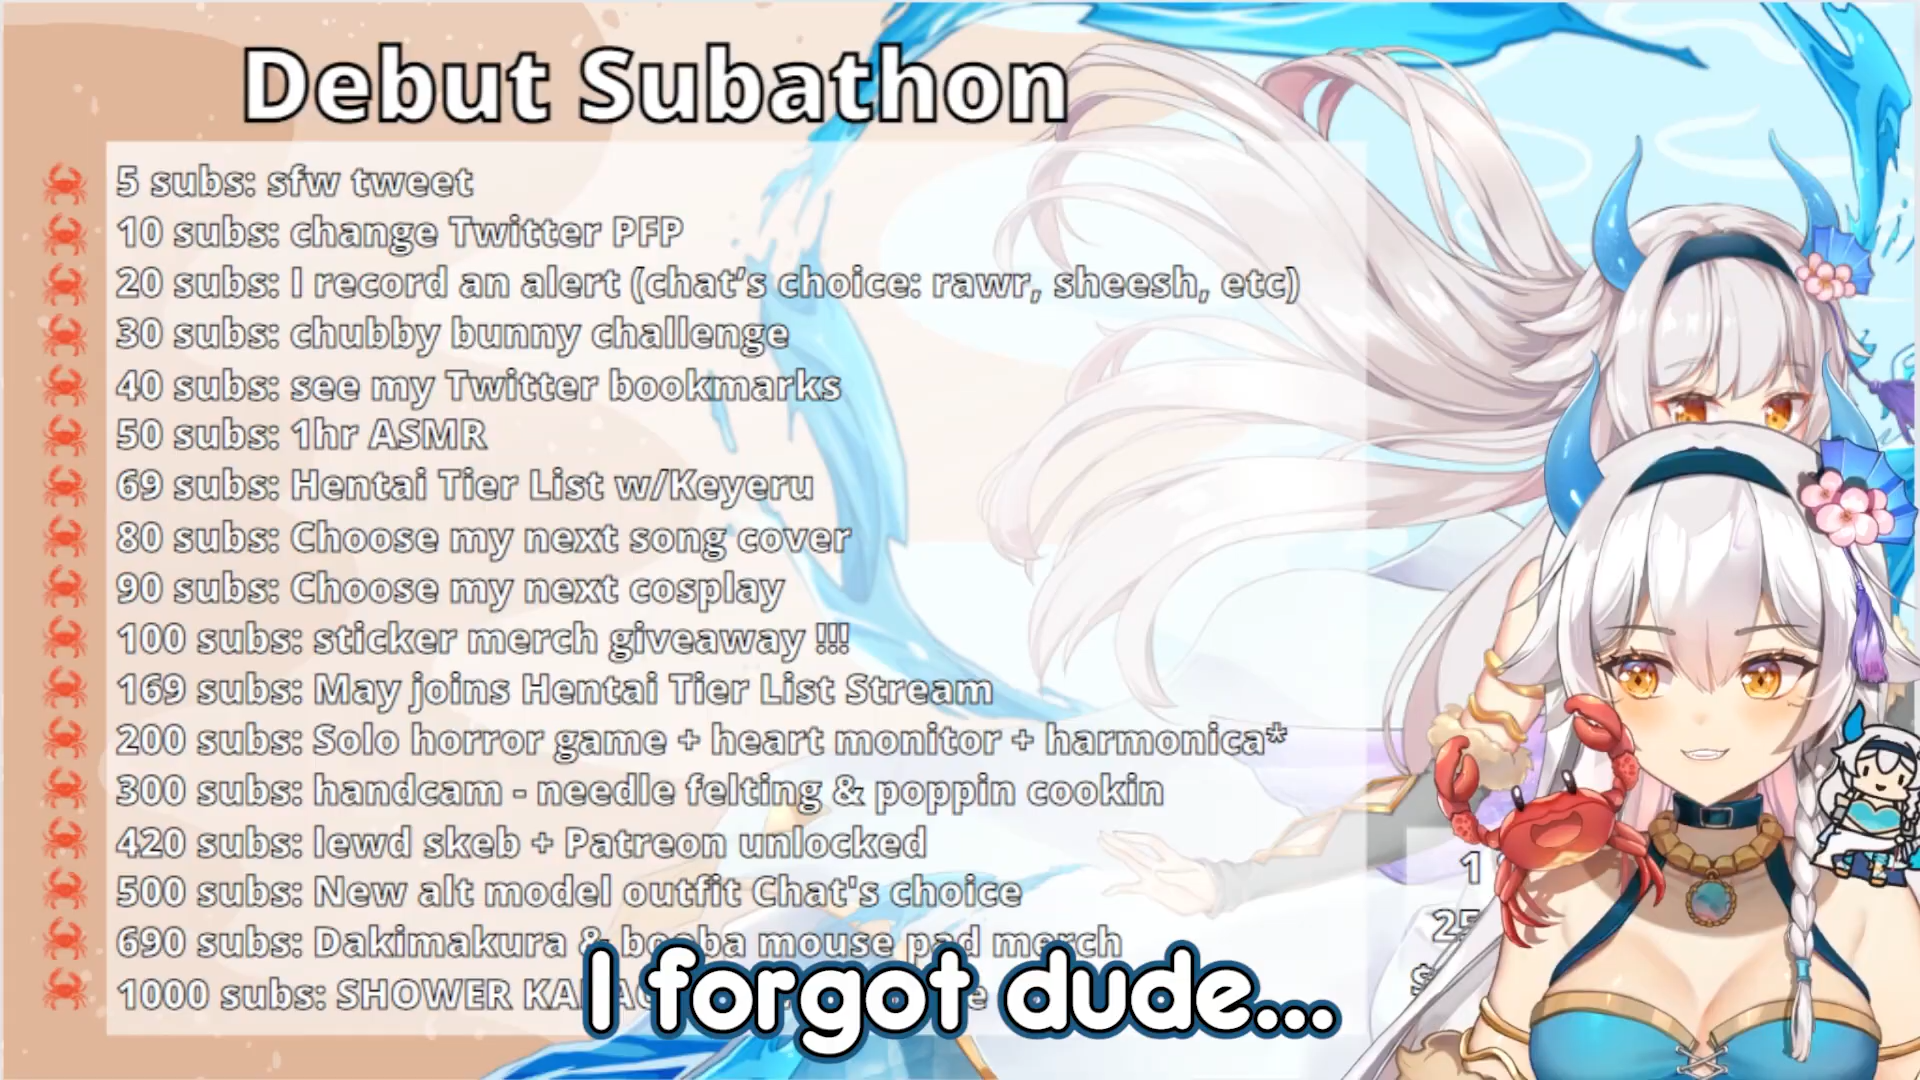 Debut Subathon
5 subs: sfw tweet
10 subs: change Twitter PFP
20 subs: I record an alert (chat’s choice: rawr, sheesh, etc)
30 subs: chubby bunny challenge
40 subs: see my Twitter bookmarks
50 subs: 1hr ASMR
69 subs: Hentai Tier List w/Keyeru
80 subs: Choose my next song cover
90 subs: Choose my next cosplay
100 subs: sticker merch giveaway !!!
169 subs: May joins Hentai Tier List Stream
200 subs: Solo horror game + heart monitor + harmonica*
300 subs: handcam - needle felting & poppin cookin
420 subs: lewd skeb + Patreon unlocked
500 subs: New alt model outfit Chat's choice
690 subs: Dakimakura & booba mouse pad merch
1000 subs: SHOWER
I forgot dude...
1
25
$